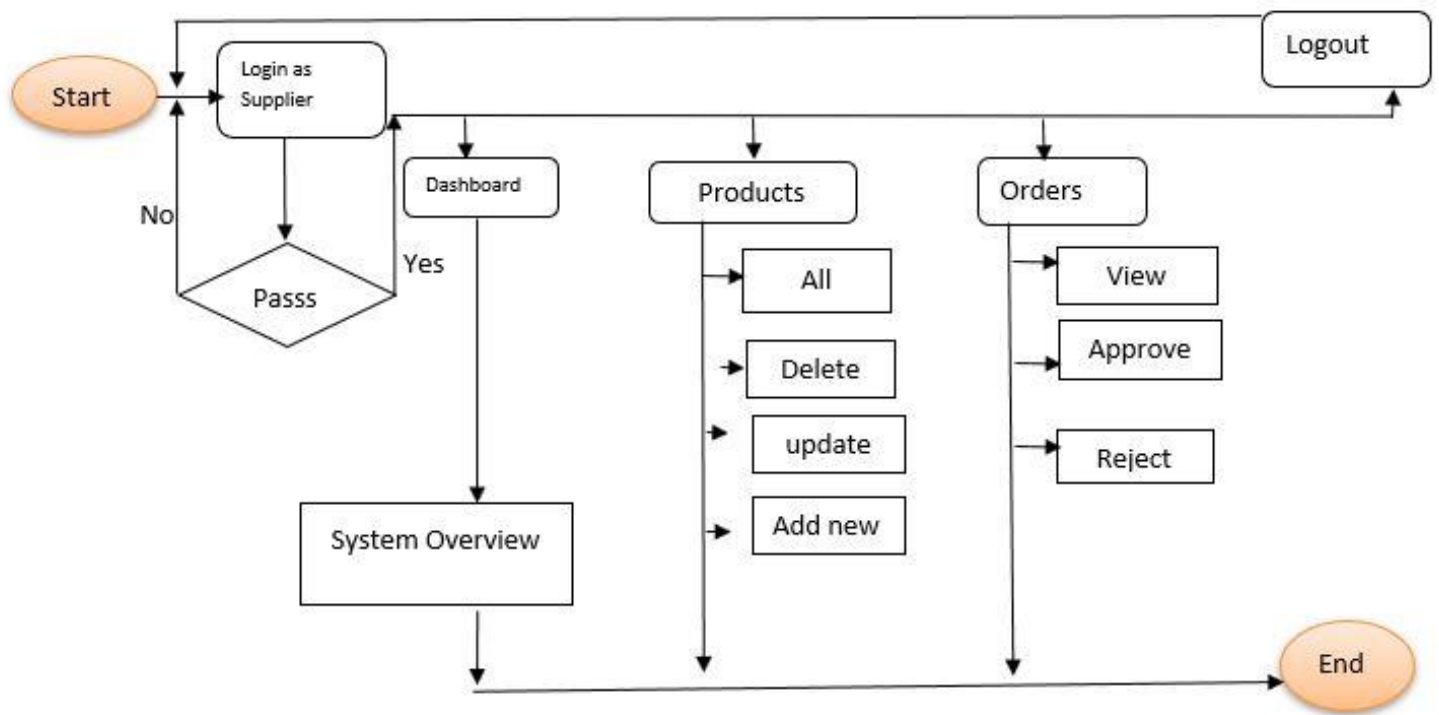 Logout
Login as
Supplier
Start
Dashboard
Products
Orders
No
Yes
Passs
All
View
Approve
Delete
update
Reject
Add new
System Overview
End